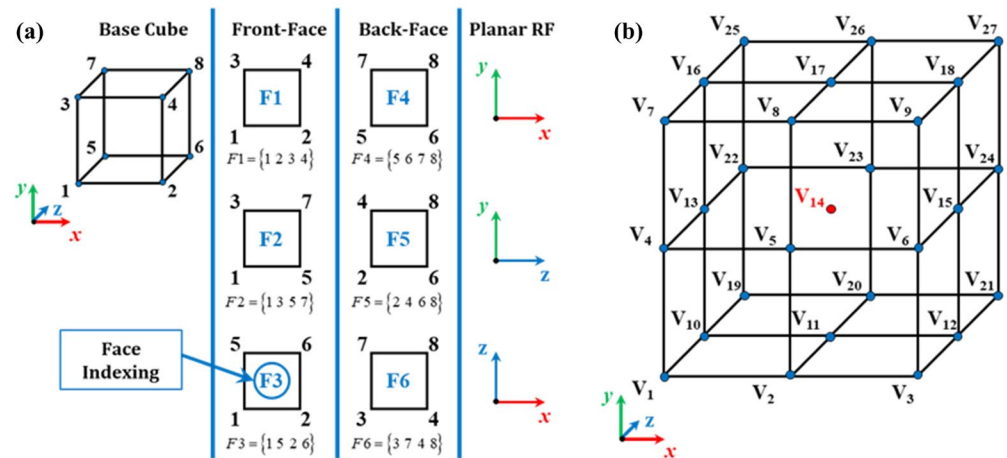 (a)
Base Cube
Front-Face
Back-Face
Planar RF
7 8
3 4
5 6
1 2
y z x
3 4
F1
1 2
F1={1 2 3 4}
7 8
F4
5 6
F4={5 6 7 8}
y
x
3 7
F2
1 5
F2={1 3 5 7}
4 8
F5
2 6
F5={2 4 6 8}
y
z
Face
Indexing
5 6
F3
1 2
F3={1 5 2 6}
7 8
F6
3 4
F6={3 7 4 8}
z
x
(b)
V25 V26 V27
V16 V17 V18
V7 V8 V9
V22 V23 V24
V13 V14 V15
V4 V5 V6
V19 V20 V21
V10 V11 V12
V1 V2 V3
y z x